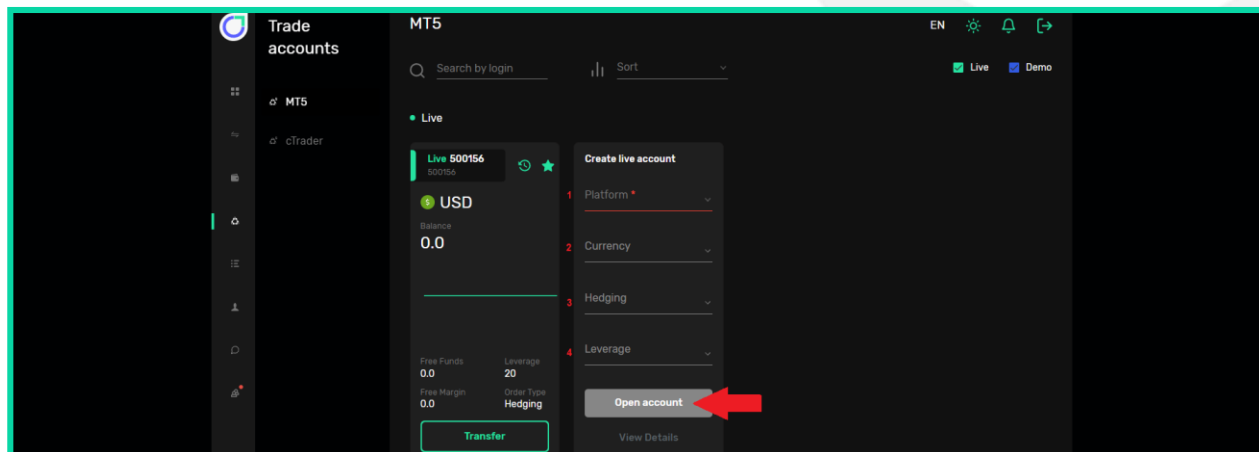 Trade
accounts
MT5
cTrader
MT5
EN
Search by login
Sort
Live
Demo
Live
Live 500156
500156
USD
Balance
0.0
Free Funds
0.0
Leverage
20
Free Margin
0.0
Order Type
Hedging
Transfer
Create live account
1 Platform *
2 Currency
3 Hedging
4 Leverage
Open account
View Details